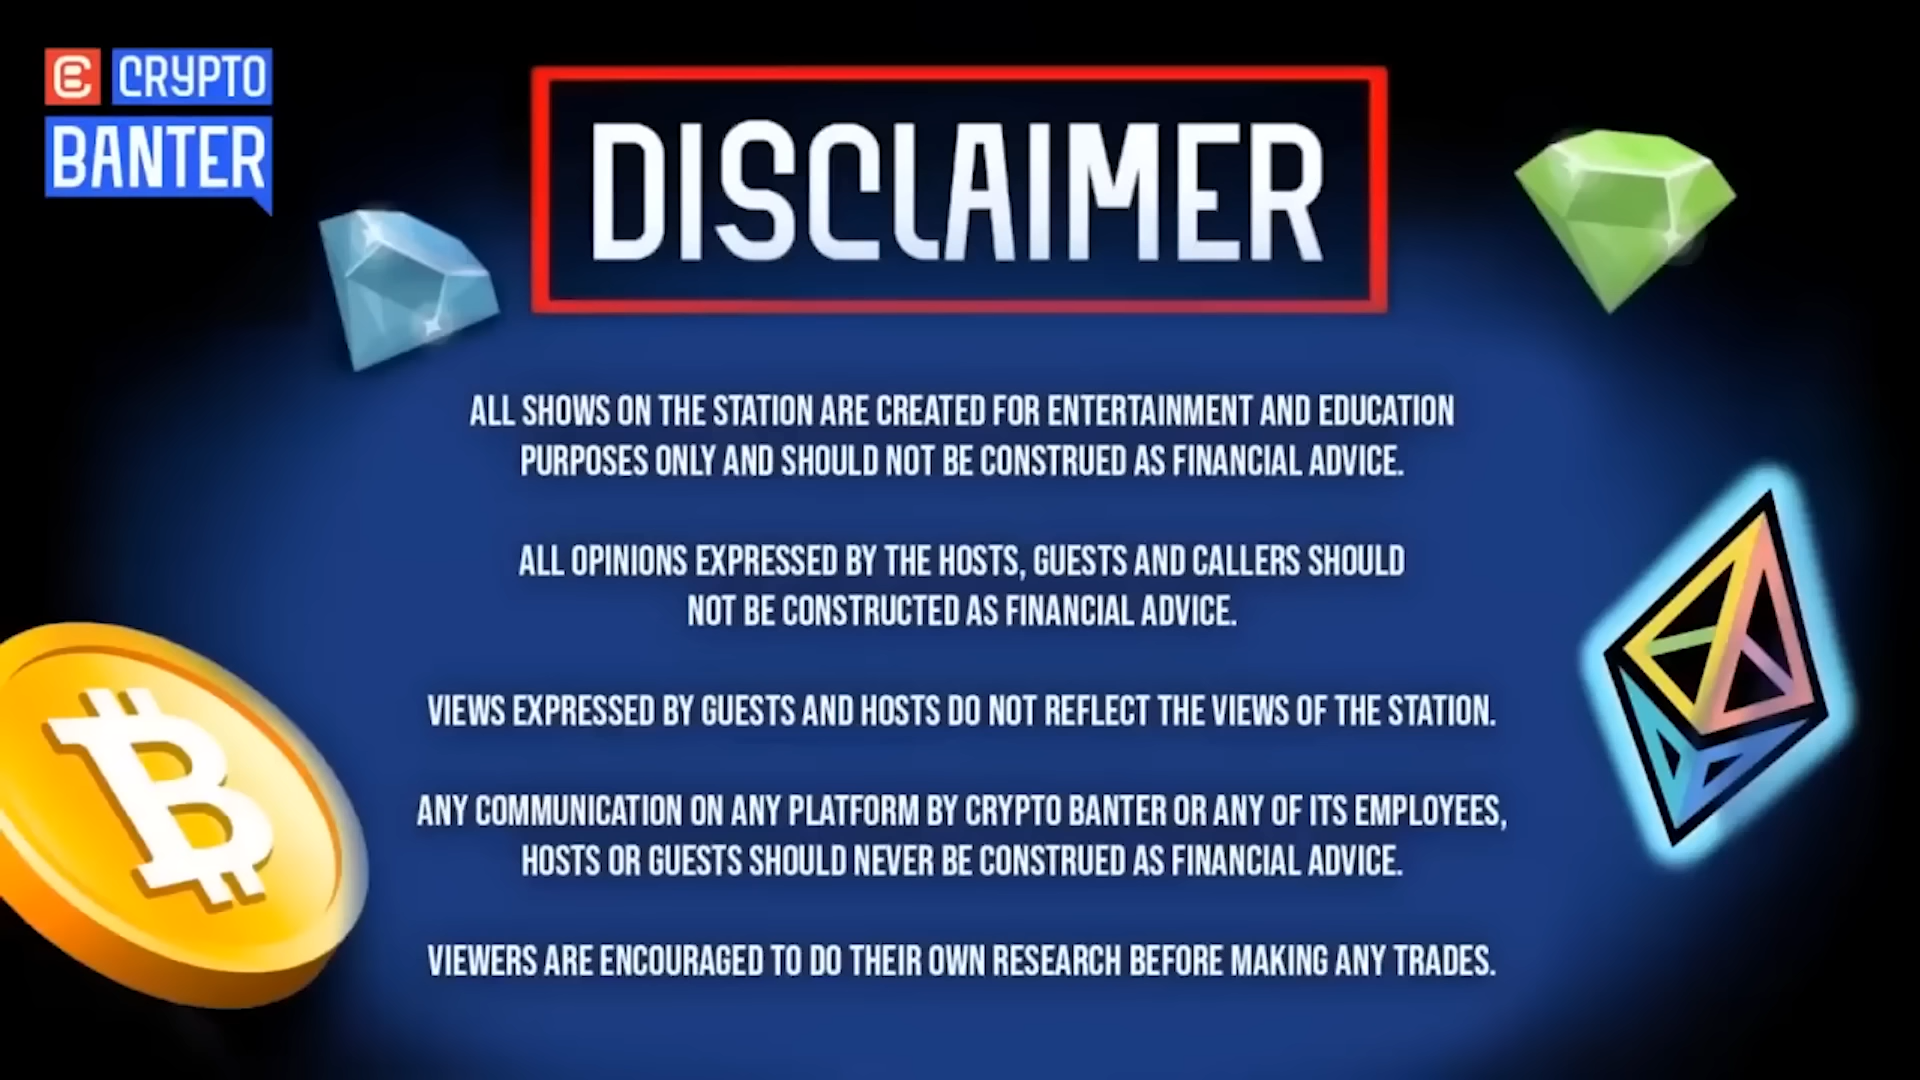 CRYPTO
BANTER
DISCLAIMER
ALL SHOWS ON THE STATION ARE CREATED FOR ENTERTAINMENT AND EDUCATION
PURPOSES ONLY AND SHOULD NOT BE CONSTRUED AS FINANCIAL ADVICE.
ALL OPINIONS EXPRESSED BY THE HOSTS, GUESTS AND CALLERS SHOULD
NOT BE CONSTRUCTED AS FINANCIAL ADVICE.
VIEWS EXPRESSED BY GUESTS AND HOSTS DO NOT REFLECT THE VIEWS OF THE STATION.
ANY COMMUNICATION ON ANY PLATFORM BY CRYPTO BANTER OR ANY OF ITS EMPLOYEES,
HOSTS OR GUESTS SHOULD NEVER BE CONSTRUED AS FINANCIAL ADVICE.
VIEWERS ARE ENCOURAGED TO DO THEIR OWN RESEARCH BEFORE MAKING ANY TRADES.